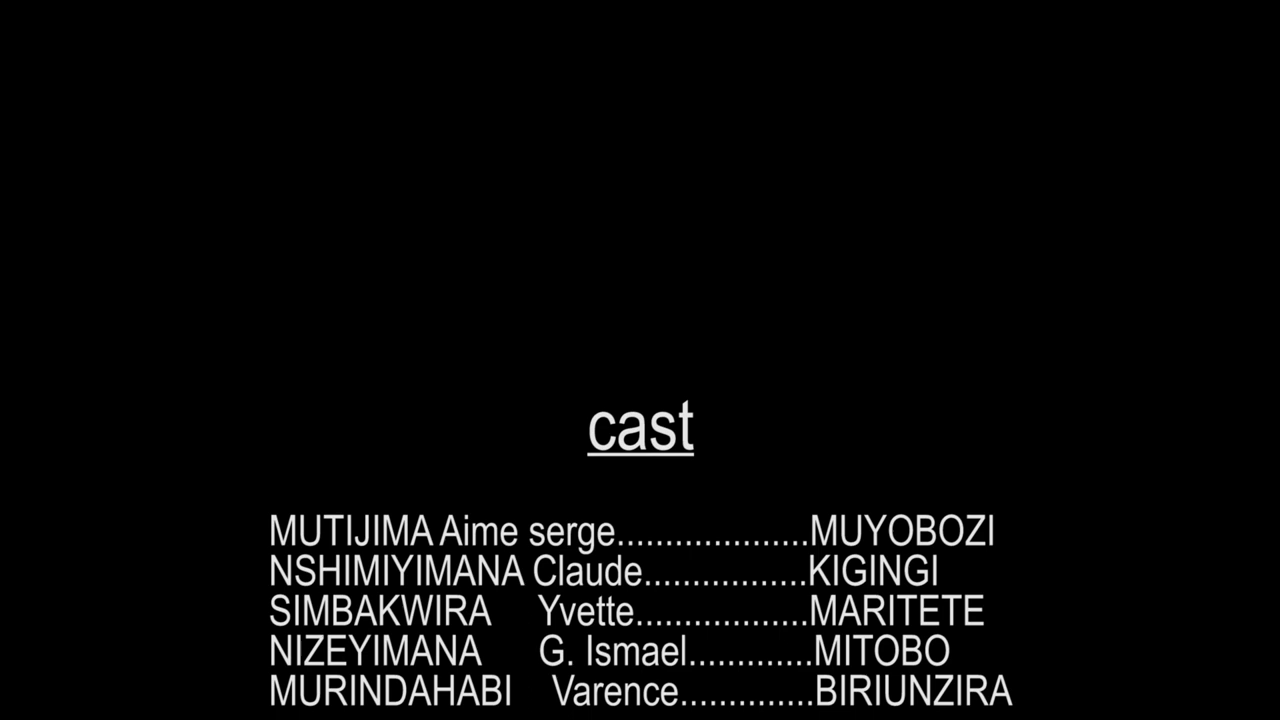 cast
MUTIJIMA Aime serge....................MUYOBOZI
NSHIMIYIMANA Claude.................KIGINGI
SIMBAKWIRA Yvette..................MARITETE
NIZEYIMANA G. Ismael.............MITOBO
MURINDAHABI Varence..............BIRIUNZIRA